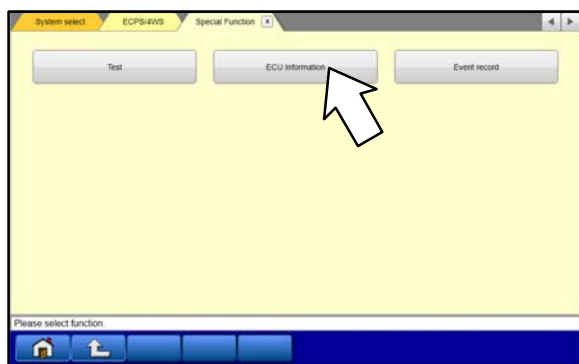 System select ECPS/4WS Special Function x
Test ECU Information Event record
Please select function.